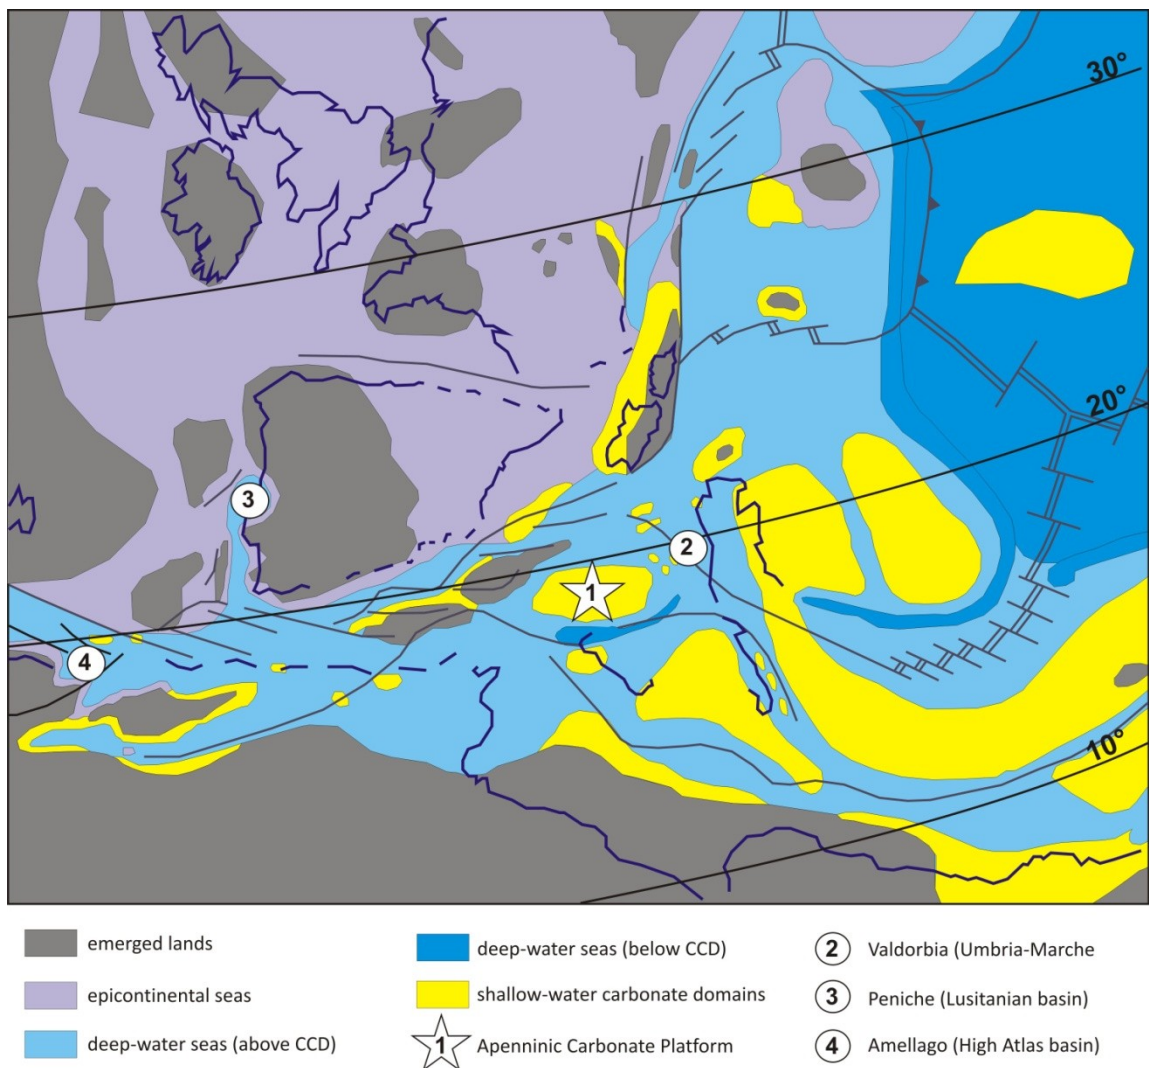 30°
20°
3
2
1
4
10°
emerged lands
epicontinental seas
deep-water seas (above CCD)
deep-water seas (below CCD)
shallow-water carbonate domains
1 Apenninic Carbonate Platform
2 Valdorbia (Umbria-Marche
3 Peniche (Lusitanian basin)
4 Amellago (High Atlas basin)